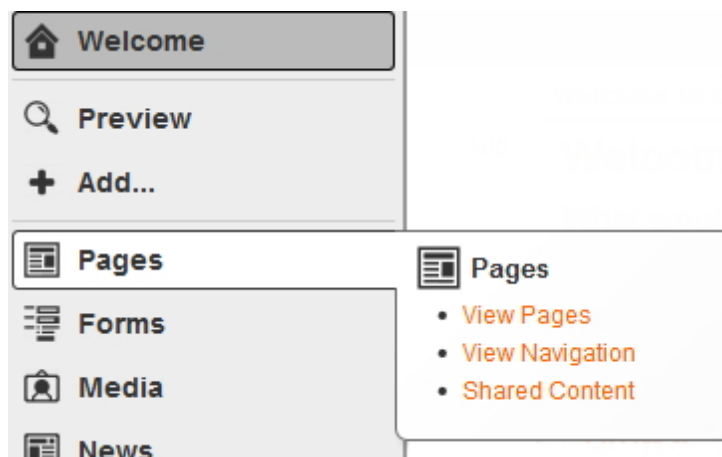 Welcome
Preview
Add...
Pages
Forms
Media
News
Pages
View Pages
View Navigation
Shared Content